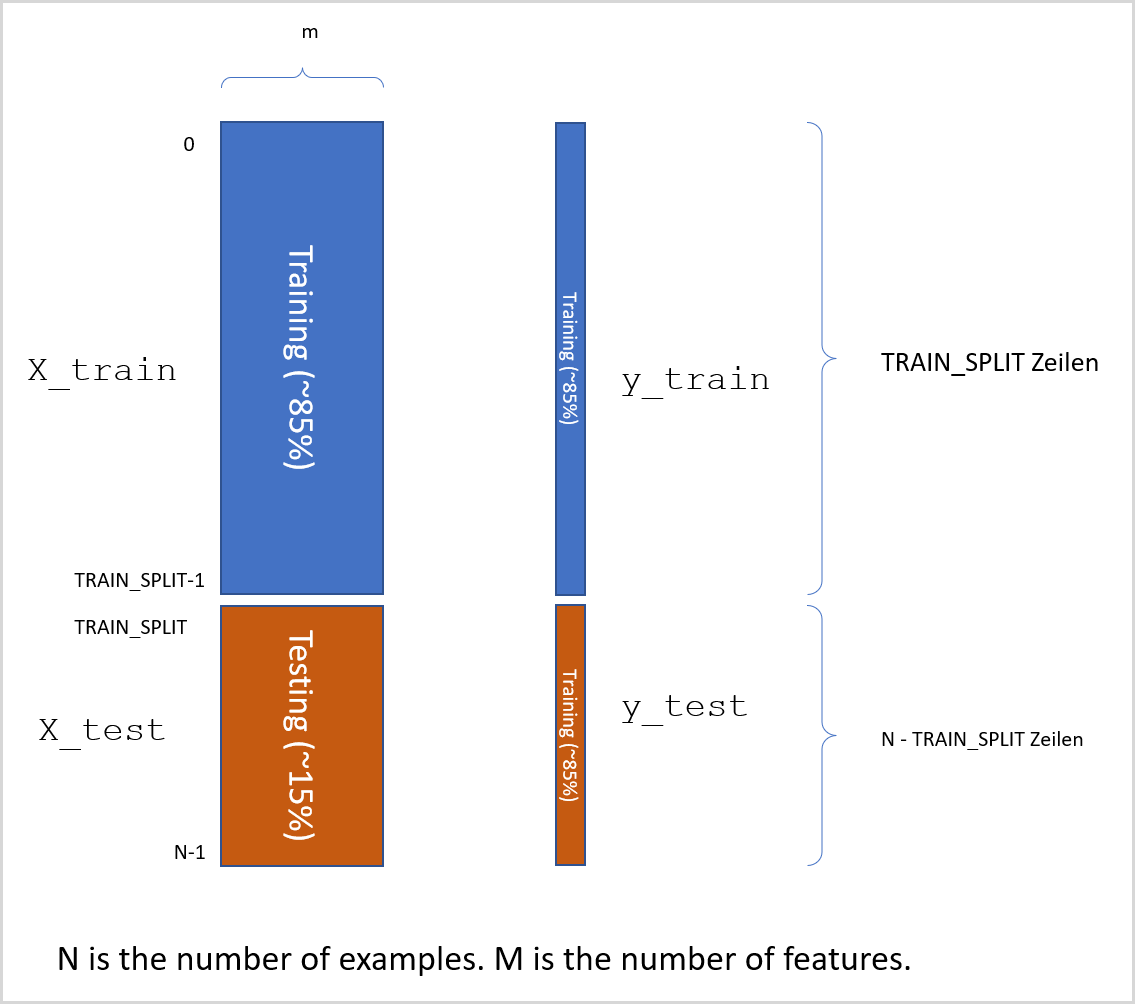 m
0
Training (~85%)
Training (~85%)
X_train
y_train
TRAIN_SPLIT Zeilen
TRAIN_SPLIT-1
TRAIN_SPLIT
Testing (~15%)
Training (~85%)
X_test
y_test
N - TRAIN_SPLIT Zeilen
N-1
N is the number of examples. M is the number of features.